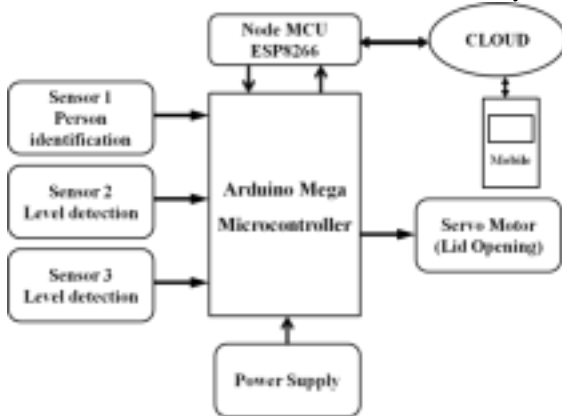 Node MCU
ESP8266
CLOUD
Sensor 1
Person
identification
Mobile
Sensor 2
Level detection
Arduino Mega
Microcontroller
Servo Motor
(Lid Opening)
Sensor 3
Level detection
Power Supply